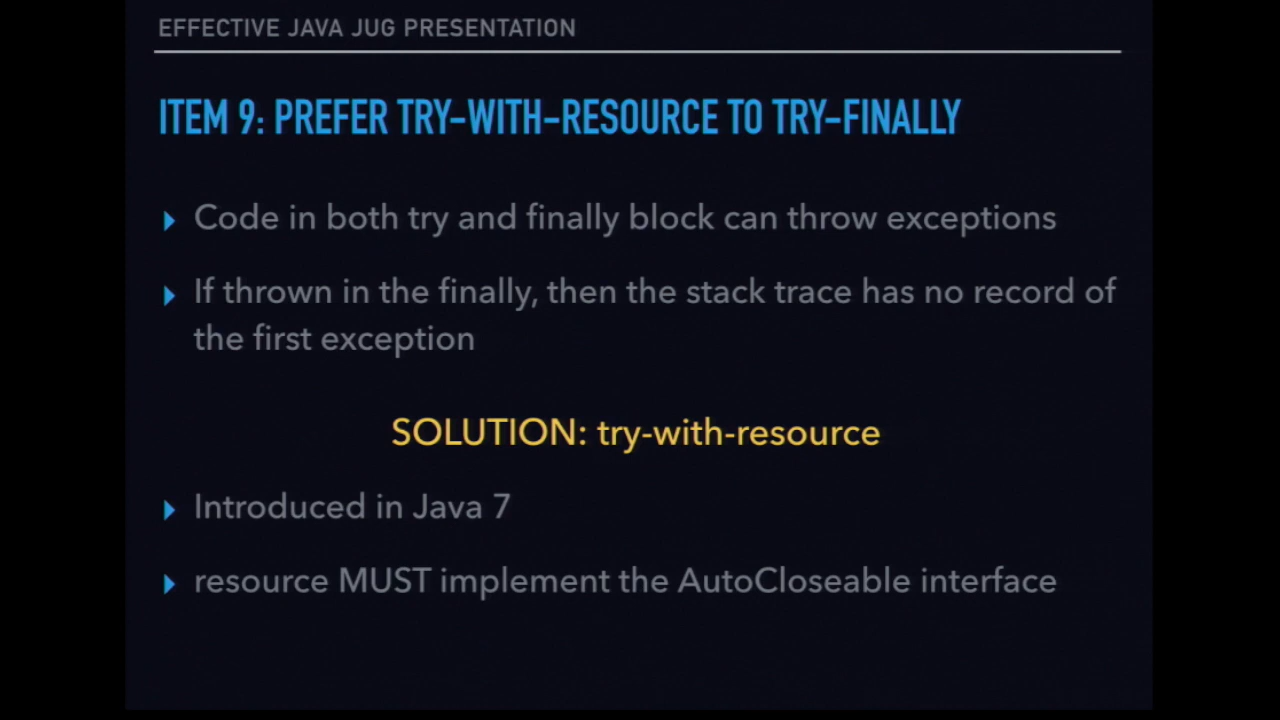 EFFECTIVE JAVA JUG PRESENTATION
ITEM 9: PREFER TRY-WITH-RESOURCE TO TRY-FINALLY
Code in both try and finally block can throw exceptions
If thrown in the finally, then the stack trace has no record of
the first exception
SOLUTION: try-with-resource
Introduced in Java 7
resource MUST implement the AutoCloseable interface